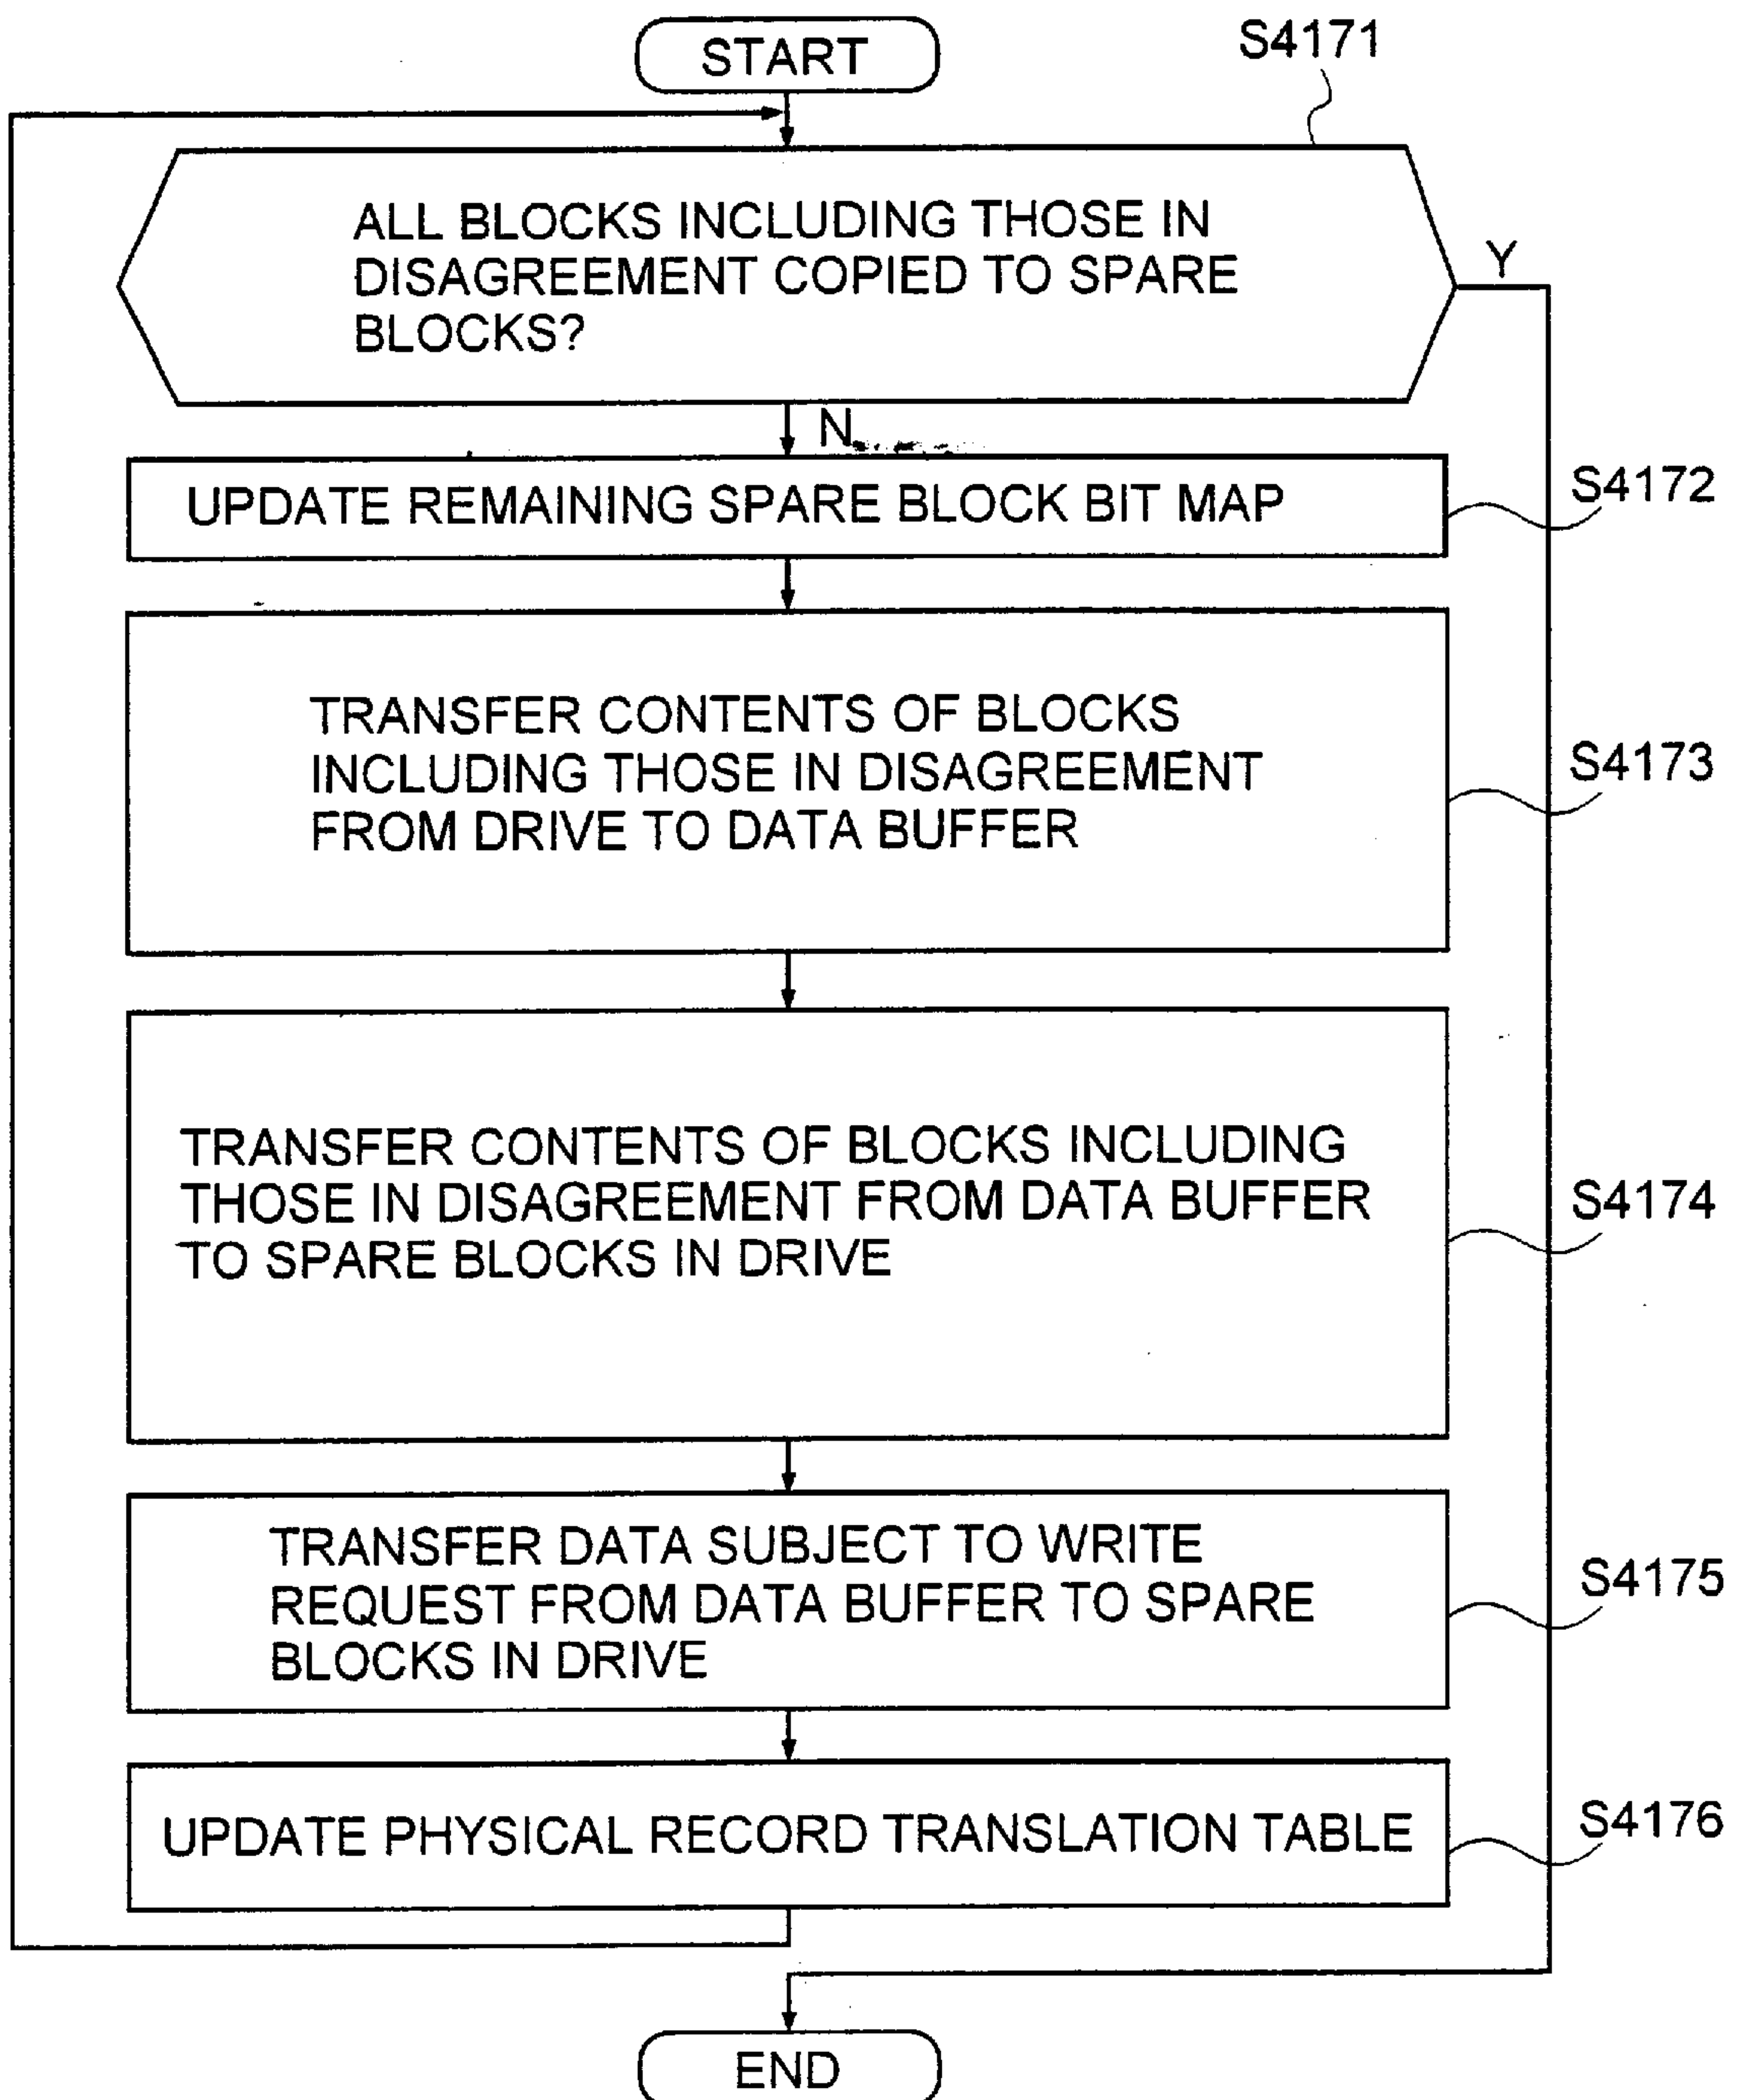 START
S4171
ALL BLOCKS INCLUDING THOSE IN
DISAGREEMENT COPIED TO SPARE
BLOCKS?
Y
N
UPDATE REMAINING SPARE BLOCK BIT MAP
S4172
TRANSFER CONTENTS OF BLOCKS
INCLUDING THOSE IN DISAGREEMENT
FROM DRIVE TO DATA BUFFER
S4173
TRANSFER CONTENTS OF BLOCKS INCLUDING
THOSE IN DISAGREEMENT FROM DATA BUFFER
TO SPARE BLOCKS IN DRIVE
S4174
TRANSFER DATA SUBJECT TO WRITE
REQUEST FROM DATA BUFFER TO SPARE
BLOCKS IN DRIVE
S4175
UPDATE PHYSICAL RECORD TRANSLATION TABLE
S4176
END